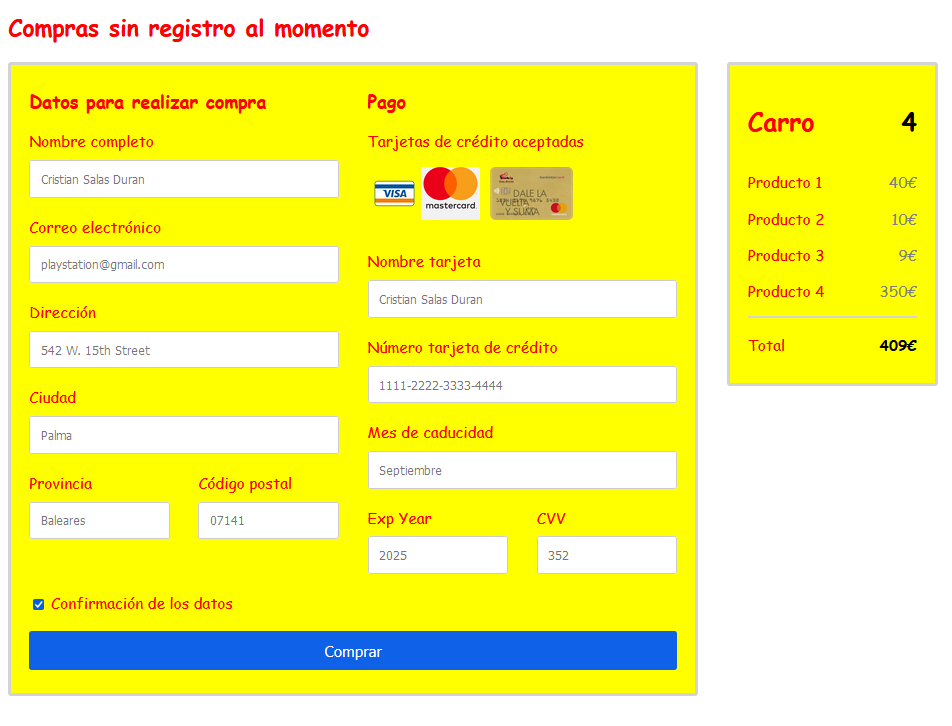 Compras sin registro al momento
Datos para realizar compra
Nombre completo
Cristian Salas Duran
Correo electrónico
playstation@gmail.com
Dirección
542 W. 15th Street
Ciudad
Palma
Provincia
Código postal
Baleares
07141
Pago
Tarjetas de crédito aceptadas
VISA
mastercard.
DALE LA
VUELTA
Y SUMA
Nombre tarjeta
Cristian Salas Duran
Número tarjeta de crédito
1111-2222-3333-4444
Mes de caducidad
Septiembre
Exp Year
CVV
2025
352
Confirmación de los datos
Comprar
Carro 4
Producto 1 40€
Producto 2 10€
Producto 3 9€
Producto 4 350€
Total 409€